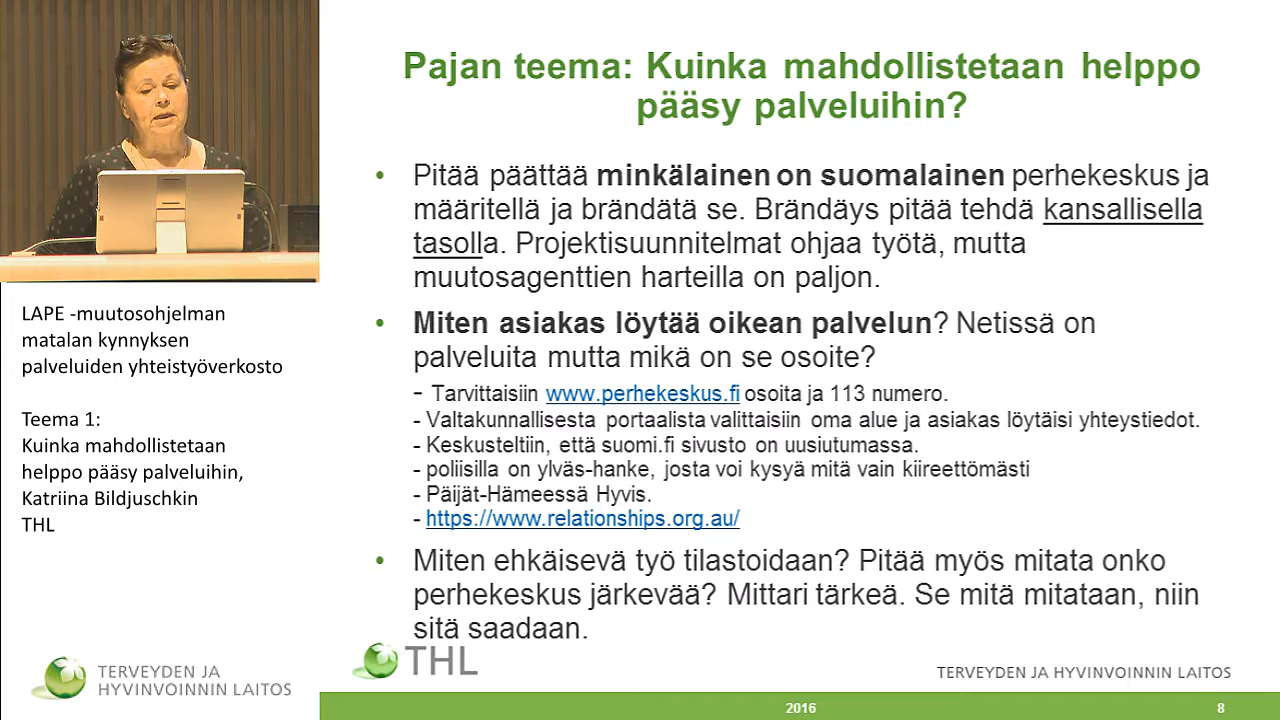 Pajan teema: Kuinka mahdollistetaan helppo
pääsy palveluihin?
• Pitää päättää minkälainen on suomalainen perhekeskus ja
määritellä ja brändätä se. Brändäys pitää tehdä kansallisella
tasolla. Projektisuunnitelmat ohjaa työtä, mutta
muutosagenttien harteilla on paljon.
• Miten asiakas löytää oikean palvelun? Netissä on
palveluita mutta mikä on se osoite?
- Tarvittaisiin www.perhekeskus.fi osoita ja 113 numero.
- Valtakunnallisesta portaalista valittaisiin oma alue ja asiakas löytäisi yhteystiedot.
- Keskusteltiin, että suomi.fi sivusto on uusiutumassa.
- poliisilla on ylväs-hanke, josta voi kysyä mitä vain kiireettömästi
- Päijät-Hämeessä Hyvis.
- https://www.relationships.org.au/
• Miten ehkäisevä työ tilastoidaan? Pitää myös mitata onko
perhekeskus järkevää? Mittari tärkeä. Se mitä mitataan, niin
sitä saadaan.
LAPE -muutosohjelman
matalan kynnyksen
palveluiden yhteistyöverkosto
Teema 1:
Kuinka mahdollistetaan
helppo pääsy palveluihin,
Katriina Bildjuschkin
THL
TERVEYDEN JA
HYVINVOINNIN LAITOS
THL
TERVEYDEN JA HYVINVOINNIN LAITOS
2016
8